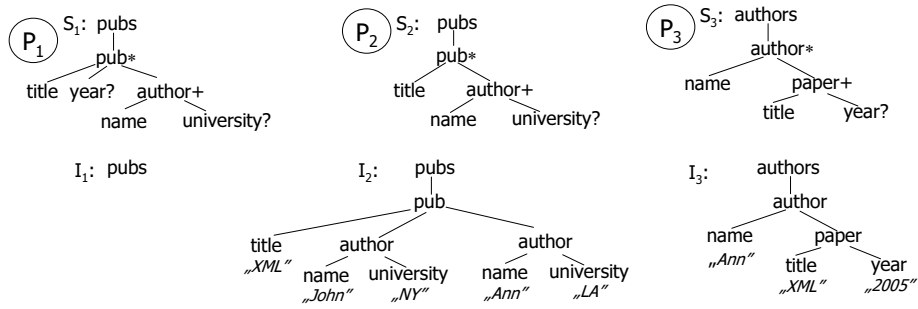 P1 S1: pubs P2 S2: pubs P3 S3: authors
pub* pub* author*
title year? author+ title author+ name paper+
name university? name university? title year?
I1: pubs I2: pubs I3: authors
pub author
title author author name paper
„XML” „Ann”
name university name university title year
„John” „NY” „Ann” „LA” „XML” „2005”